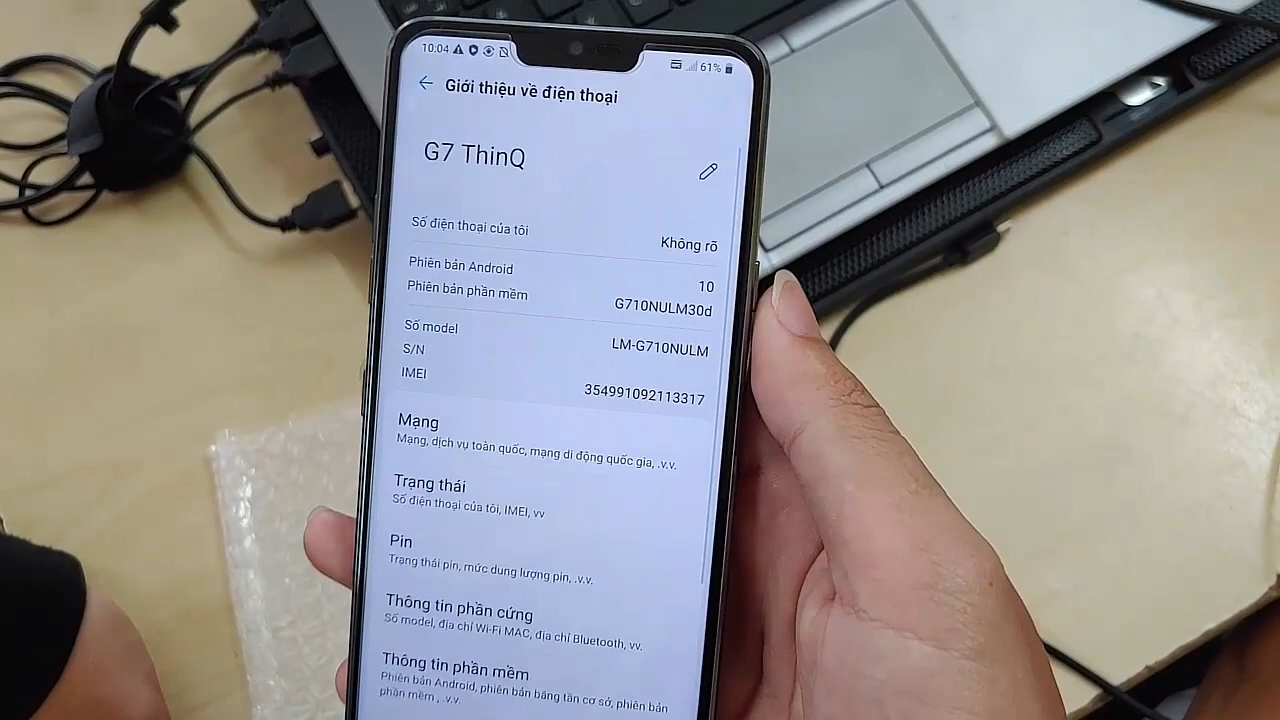 10:04
61%
Giới thiệu về điện thoại
G7 ThinQ
Số điện thoại của tôi
Không rõ
Phiên bản Android
10
Phiên bản phần mềm
G710NULM30d
Số model
LM-G710NULM
S/N
IMEI
354991092113317
Mạng
Mạng, dịch vụ toàn quốc, mạng di động quốc gia, .v.v.
Trạng thái
Số điện thoại của tôi, IMEI, vv
Pin
Trạng thái pin, mức dung lượng pin, .v.v.
Thông tin phần cứng
Số model, địa chỉ Wi-Fi MAC, địa chỉ Bluetooth, vv.
Thông tin phần mềm
Phiên bản Android, phiên bản băng tần cơ sở, phiên bản
phần mềm , .v.v.